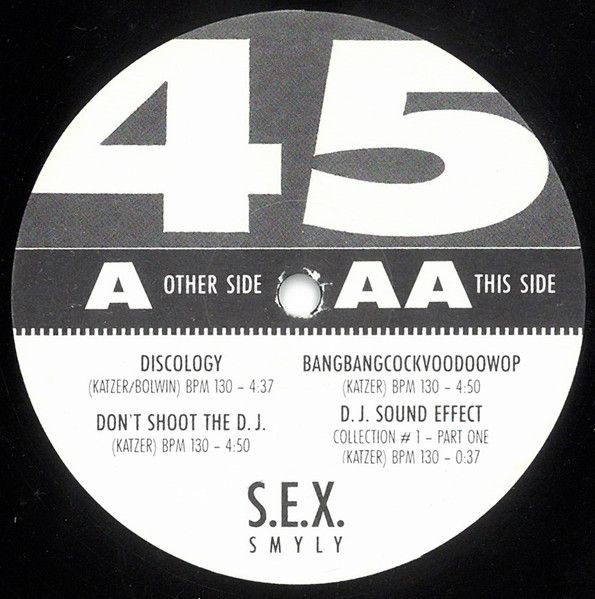 45
A OTHER SIDE
AA THIS SIDE
DISCOLOGY
(KATZER/BOLWIN) BPM 130 – 4:37
DON'T SHOOT THE D.J.
(KATZER) BPM 130 – 4:50
BANGBANGCOCKVOODOOWOP
(KATZER) BPM 130 – 4:50
D.J. SOUND EFFECT
COLLECTION # 1 – PART ONE
(KATZER) BPM 130 – 0:37
S.E.X.
SMYLY